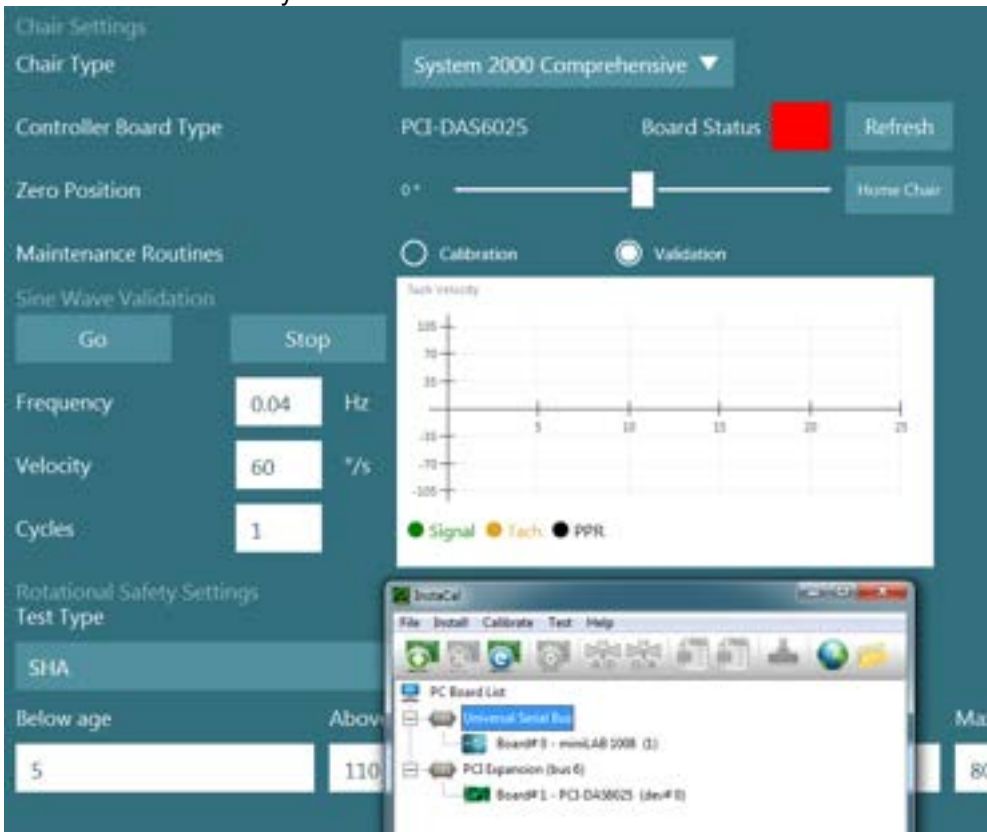 Chair Settings
Chair Type
System 2000 Comprehensive
Controller Board Type
PCI-DAS6025
Board Status
Refresh
Zero Position
0°
Home Chair
Maintenance Routines
Calibration
Validation
Sine Wave Validation
Go
Stop
Tach Velocity
105
70
35
5
10
15
20
25
-35
-70
-105
Signal
Tach
PPR
Frequency
0.04
Hz
Velocity
60
°/s
Cycles
1
Rotational Safety Settings
Test Type
SHA
Below age
5
110
InstaCal
File Install Calibrate Test Help
PC Board List
Universal Serial Bus
Board# 0 - miniLAB 1008 (1)
PCI Expansion (bus 6)
Board# 1 - PCI-DAS6025 (dev# 0)